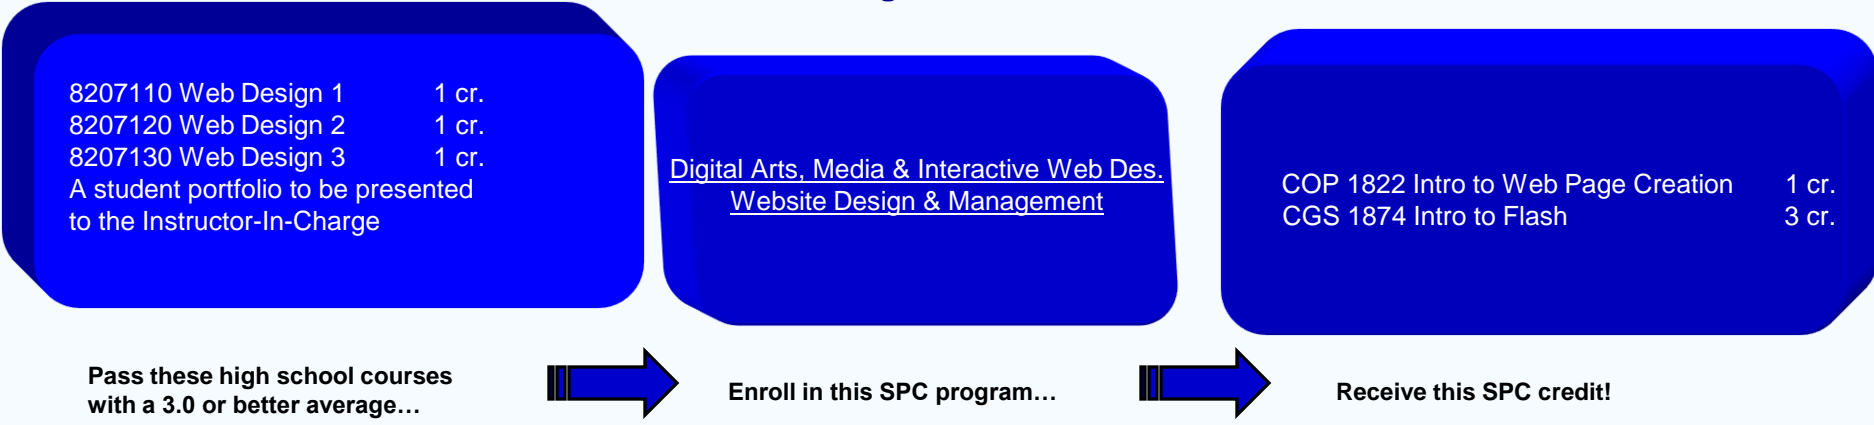 8207110 Web Design 1 1 cr.
8207120 Web Design 2 1 cr.
8207130 Web Design 3 1 cr.
A student portfolio to be presented
to the Instructor-In-Charge
Digital Arts, Media & Interactive Web Des.
Website Design & Management
COP 1822 Intro to Web Page Creation 1 cr.
CGS 1874 Intro to Flash 3 cr.
Pass these high school courses
with a 3.0 or better average…
Enroll in this SPC program…
Receive this SPC credit!